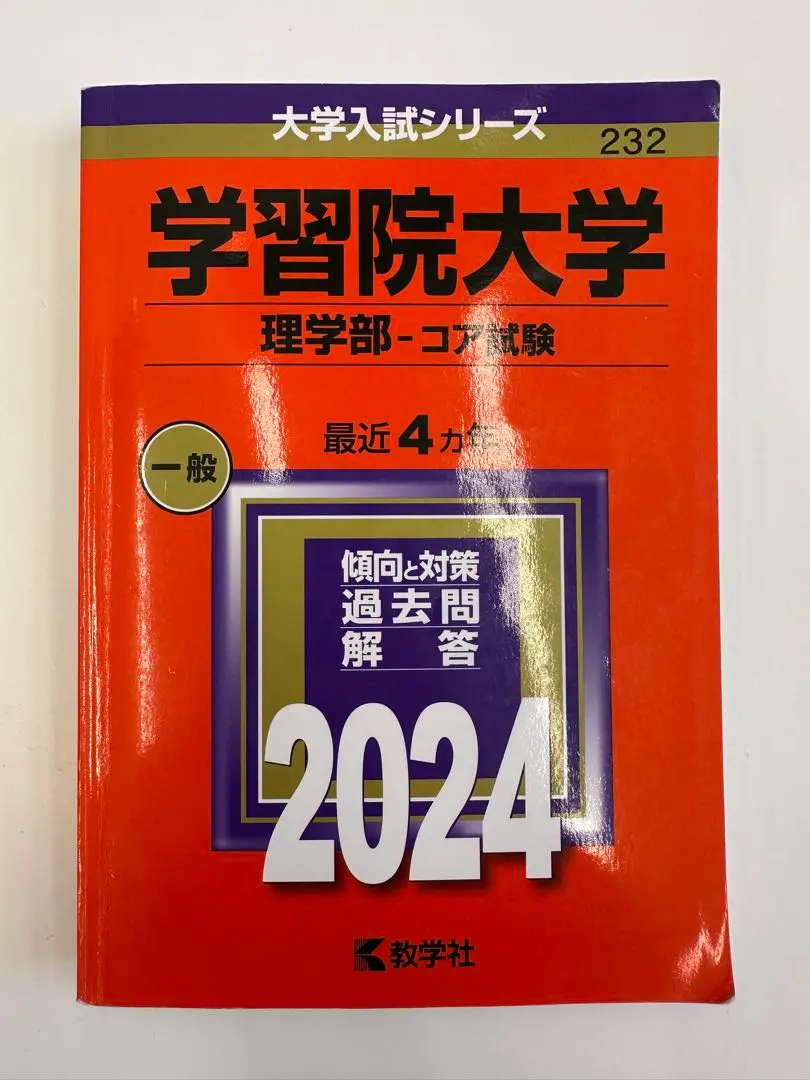 大学入試シリーズ
232
学習院大学
理学部-コア試験
最近4カ年
一般
傾向と対策
過去問
解答
2024
教学社